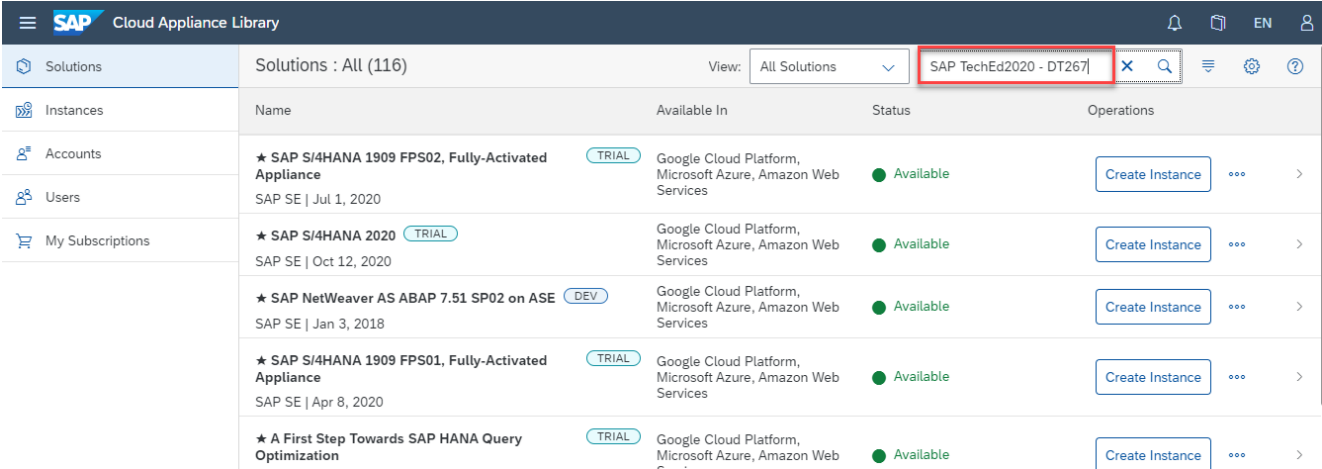 SAP Cloud Appliance Library
EN
Solutions
Instances
Accounts
Users
My Subscriptions
Solutions : All (116)
View: All Solutions
SAP TechEd2020 - DT267
Name Available In Status Operations
★ SAP S/4HANA 1909 FPS02, Fully-Activated
Appliance
TRIAL
SAP SE | Jul 1, 2020
Google Cloud Platform,
Microsoft Azure, Amazon Web
Services
Available
Create Instance
★ SAP S/4HANA 2020 TRIAL
SAP SE | Oct 12, 2020
Google Cloud Platform,
Microsoft Azure, Amazon Web
Services
Available
Create Instance
★ SAP NetWeaver AS ABAP 7.51 SP02 on ASE DEV
SAP SE | Jan 3, 2018
Google Cloud Platform,
Microsoft Azure, Amazon Web
Services
Available
Create Instance
★ SAP S/4HANA 1909 FPS01, Fully-Activated
Appliance
TRIAL
SAP SE | Apr 8, 2020
Google Cloud Platform,
Microsoft Azure, Amazon Web
Services
Available
Create Instance
★ A First Step Towards SAP HANA Query
Optimization
TRIAL
Google Cloud Platform,
Microsoft Azure, Amazon Web
Available
Create Instance